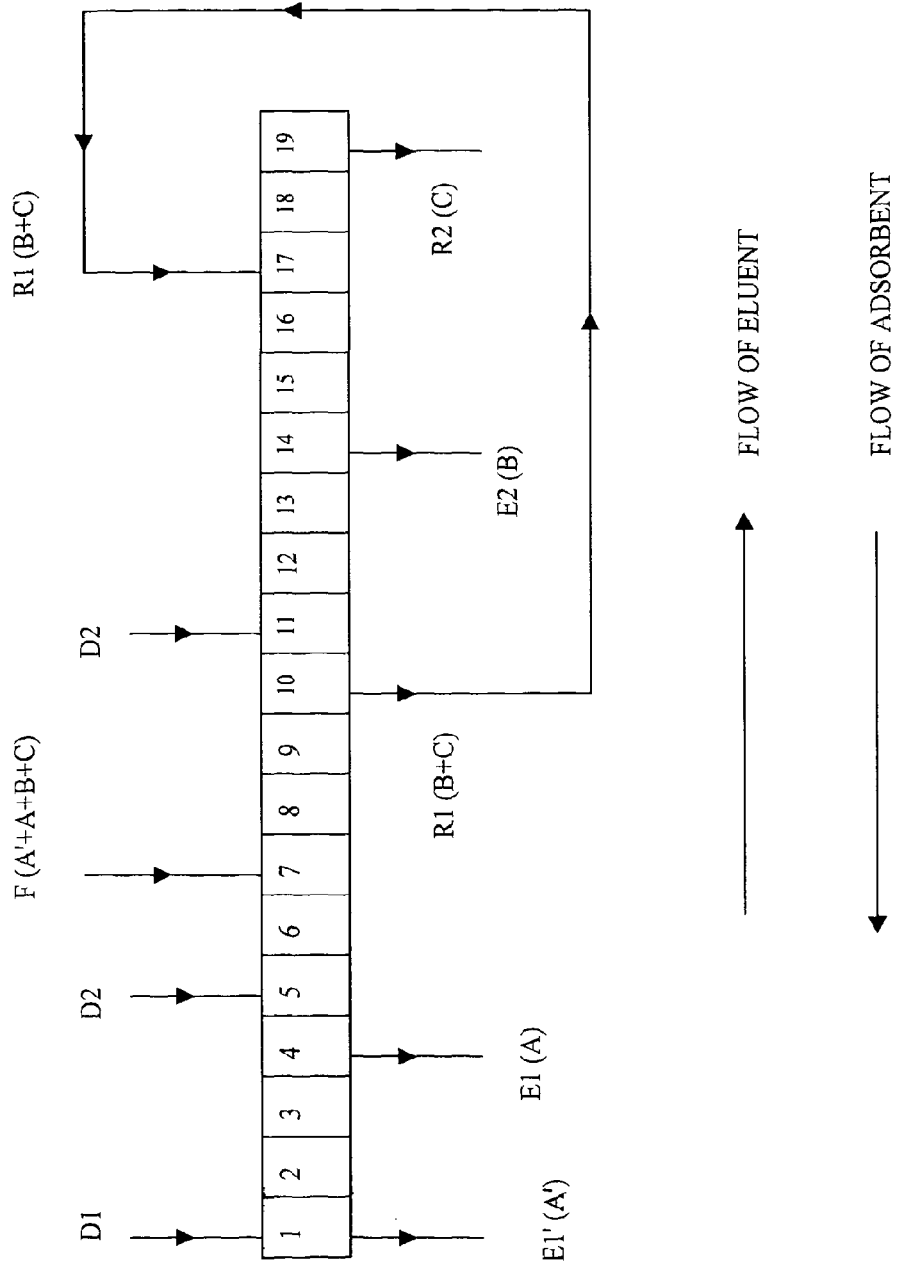 R1 (B+C)
F (A'+A+B+C)
D2
D2
D1
1
2
3
4
5
6
7
8
9
10
11
12
13
14
15
16
17
18
19
R2 (C)
E2 (B)
R1 (B+C)
E1 (A)
E1' (A')
FLOW OF ELUENT
FLOW OF ADSORBENT